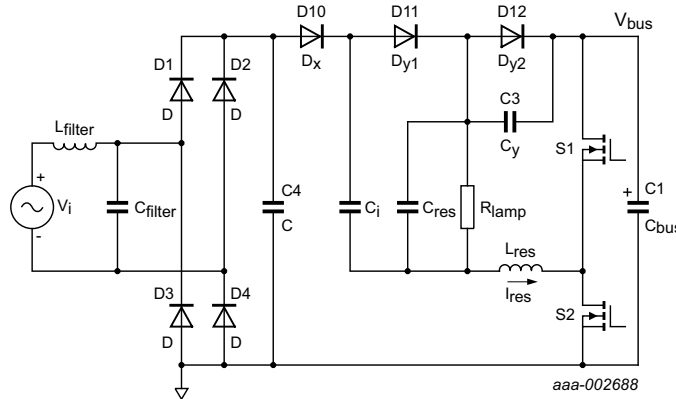 D10
D11
D12
Vbus
D1
D2
Dx
Dy1
Dy2
C3
D
D
Lfilter
Cy
S1
+
Vi
-
Cfilter
C4
C
Ci
Cres
Rlamp
+
C1
Cbus
Lres
Ires
D3
D4
D
D
S2
aaa-002688